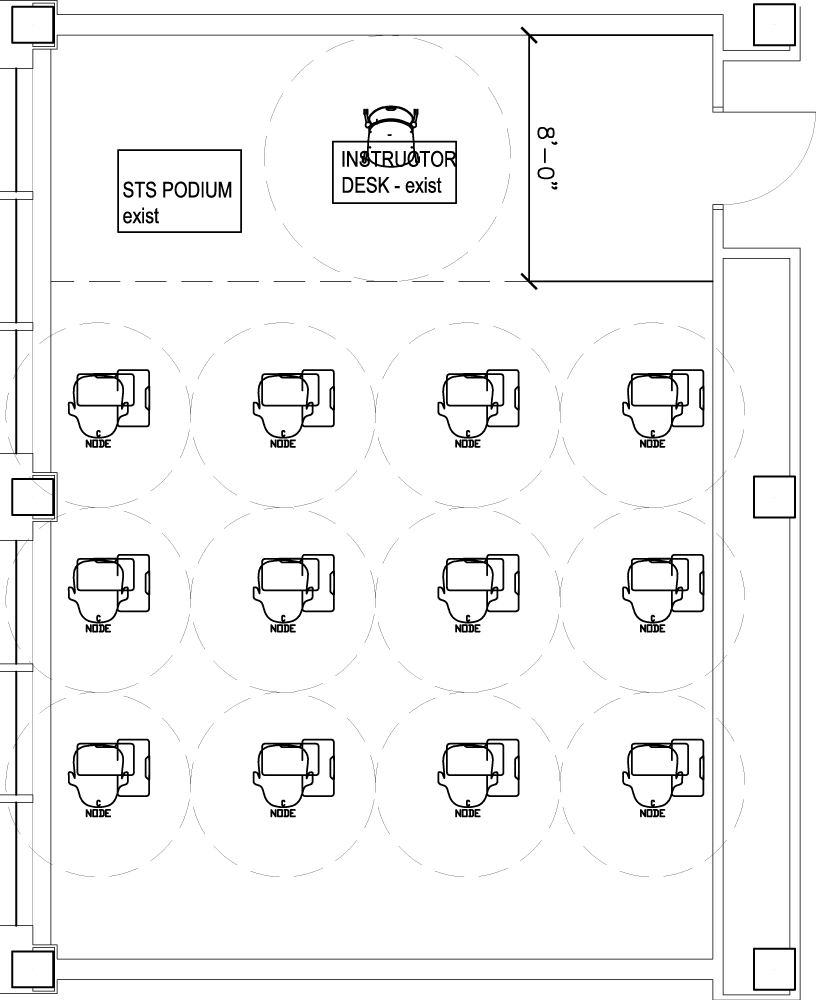 INSTRUCTOR
DESK - exist
8'-0"
STS PODIUM
exist
C
NODE
C
NODE
C
NODE
C
NODE
C
NODE
C
NODE
C
NODE
C
NODE
C
NODE
C
NODE
C
NODE
C
NODE